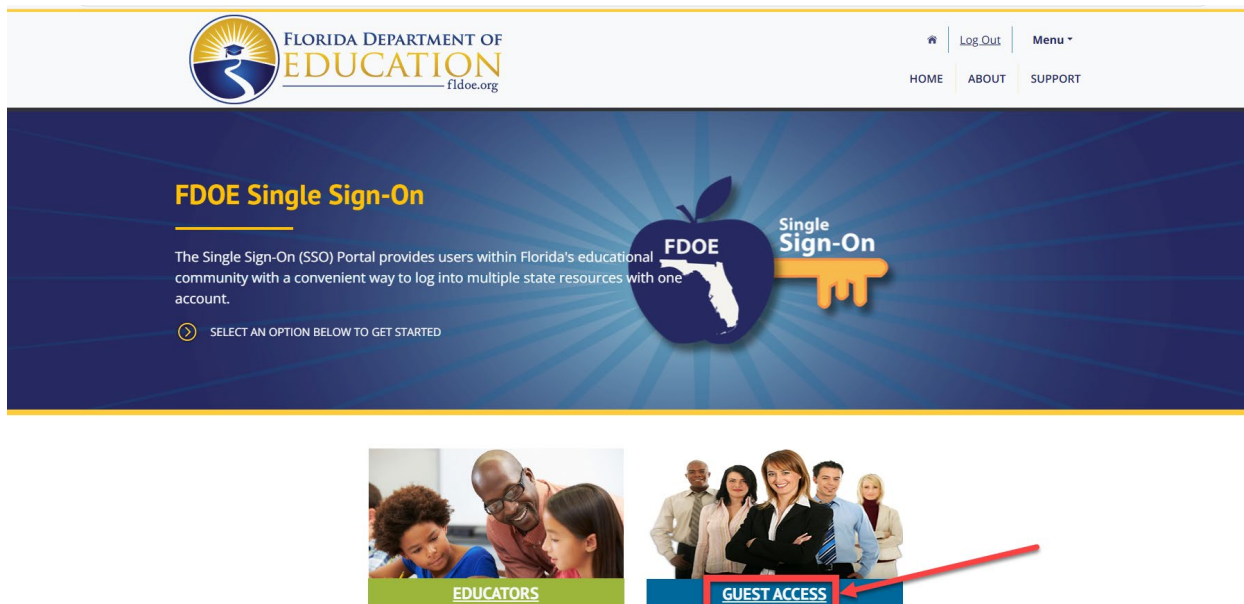 FLORIDA DEPARTMENT OF
EDUCATION
fldoe.org
Log Out
Menu
HOME
ABOUT
SUPPORT
FDOE Single Sign-On
The Single Sign-On (SSO) Portal provides users within Florida's educational
community with a convenient way to log into multiple state resources with one
account.
SELECT AN OPTION BELOW TO GET STARTED
FDOE
Single
Sign-On
EDUCATORS
GUEST ACCESS